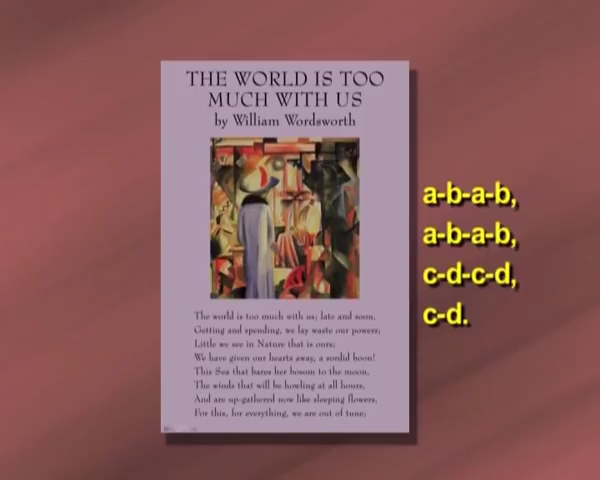 THE WORLD IS TOO
MUCH WITH US
by William Wordsworth
The world is too much with us; late and soon,
Getting and spending, we lay waste our powers;
Little we see in Nature that is ours;
We have given our hearts away, a sordid boon!
This Sea that bares her bosom to the moon,
The winds that will be howling at all hours,
And are up-gathered now like sleeping flowers,
For this, for everything, we are out of tune;
a-b-a-b,
a-b-a-b,
c-d-c-d,
c-d.